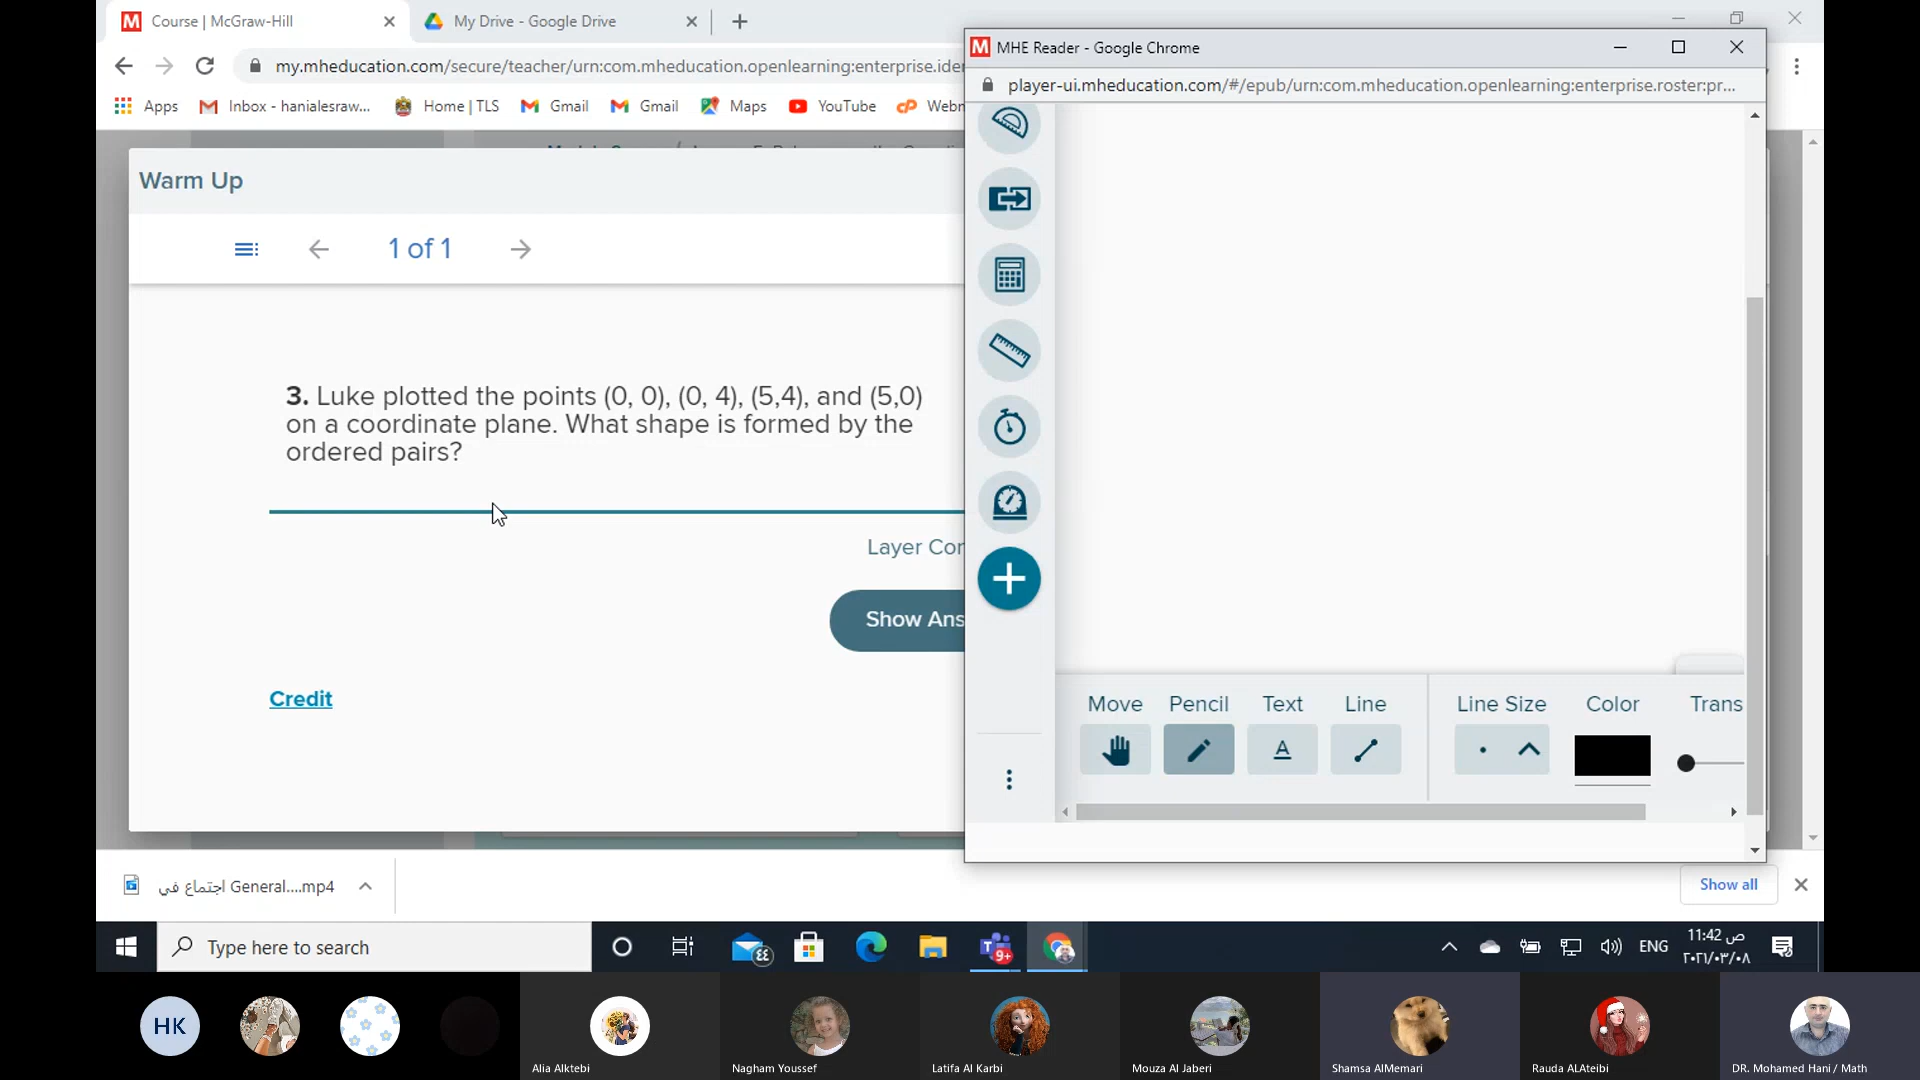 Course | McGraw-Hill
My Drive - Google Drive
my.mheducation.com/secure/teacher/urn:com.mheducation.openlearning:enterprise.iden
Apps
Inbox - hanialesraw...
Home | TLS
Gmail
Gmail
Maps
YouTube
MHE Reader - Google Chrome
player-ui.mheducation.com/#/epub/urn:com.mheducation.openlearning:enterprise.roster:pr...
Warm Up
1 of 1
3. Luke plotted the points (0, 0), (0, 4), (5,4), and (5,0)
on a coordinate plane. What shape is formed by the
ordered pairs?
Layer Con
Show Ans
Credit
Move
Pencil
Text
Line
Line Size
Color
Trans
اجتماع في General....mp4
Show all
Type here to search
٤٤
9+
ENG
11:42 ص
٢٠٢١/٠٣/٠٨
HK
Alia Alktebi
Nagham Youssef
Latifa Al Karbi
Mouza Al Jaberi
Shamsa AlMemari
Rauda ALAteibi
DR. Mohamed Hani / Math